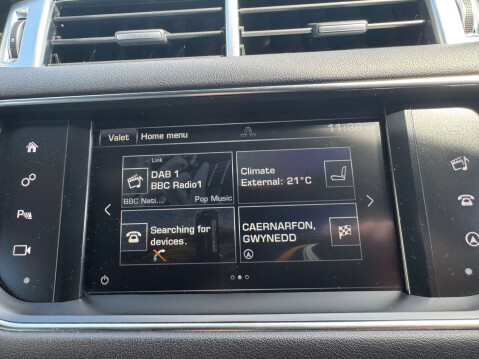 Valet Home menu
Link
DAB 1
BBC Radio1
BBC Nati... Pop Music
Climate
External: 21°C
Searching for
devices.
CAERNARFON,
GWYNEDD